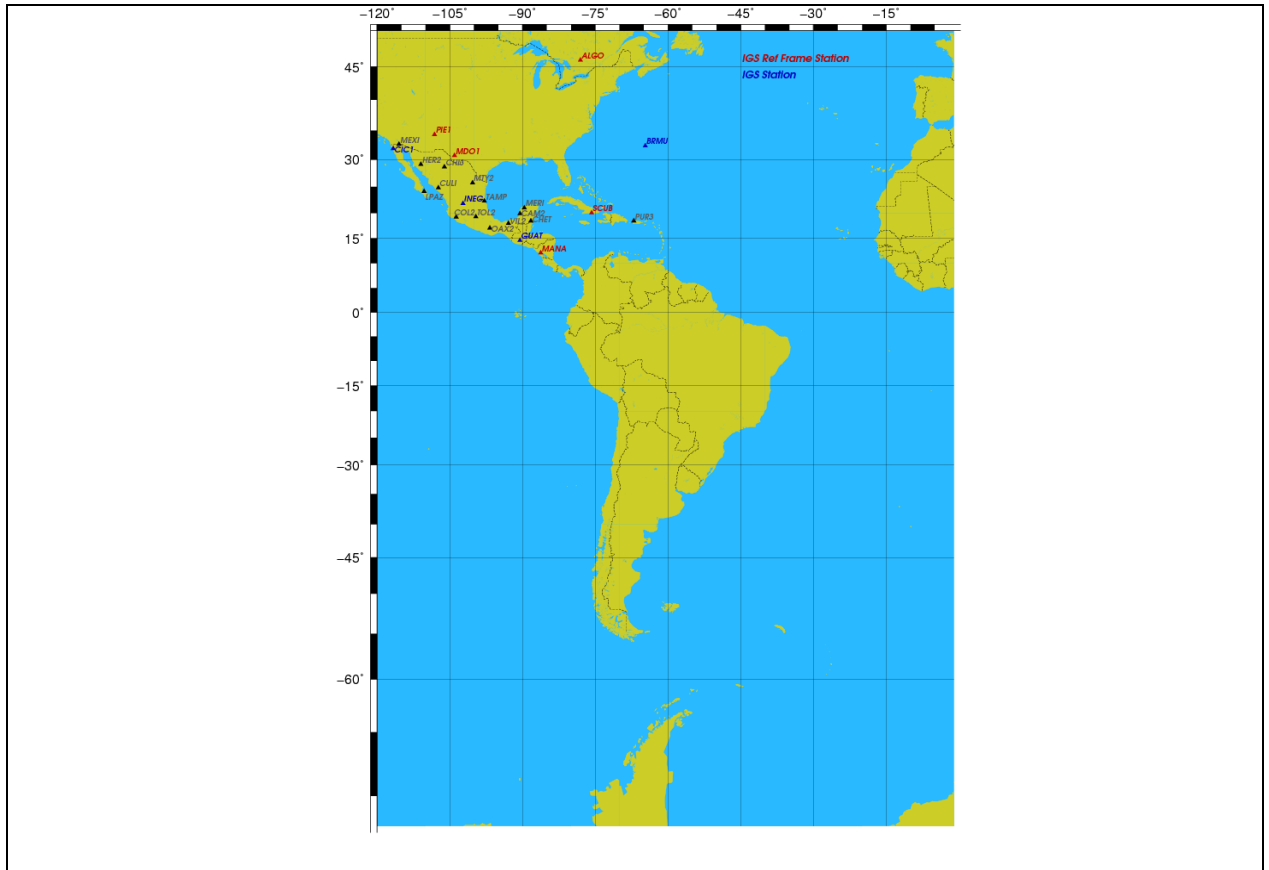 −120° −105° −90° −75° −60° −45° −15°
ALGO
IGS Ref Frame Station
45°
IGS Station
PIE1
MEXI
BRMU
CIC1
MDO1
30°
HER2
CHI3
MTY2
CULI
LPAZ
INEG
TAMP
MERI
SCUB
COL2
TOL2
CAM2
VIL2
CHET
PUR3
OAX2
GUAT
15°
MANA
0°
−15°
−30°
−45°
−60°